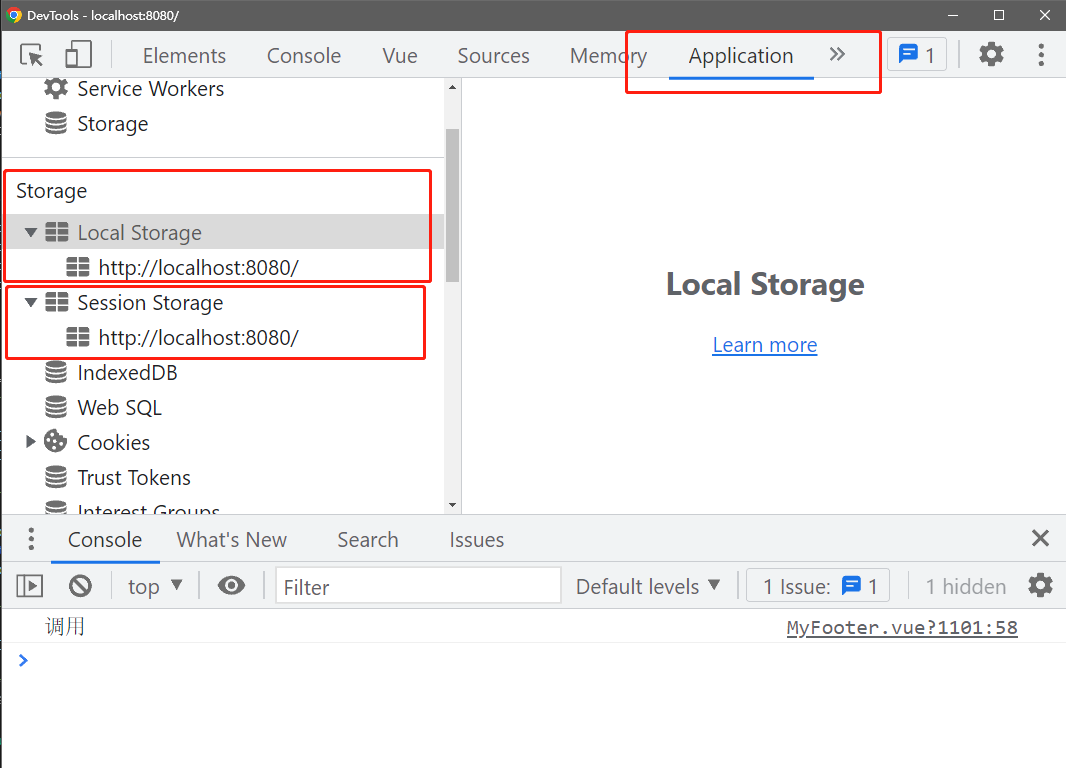 DevTools - localhost:8080/
Elements Console Vue Sources Memory Application 1
Service Workers
Storage
Storage
Local Storage
http://localhost:8080/
Session Storage
http://localhost:8080/
IndexedDB
Web SQL
Cookies
Trust Tokens
Interest Groups
Local Storage
Learn more
Console What's New Search Issues
top Filter Default levels 1 Issue: 1 1 hidden
调用 MyFooter.vue?1101:58